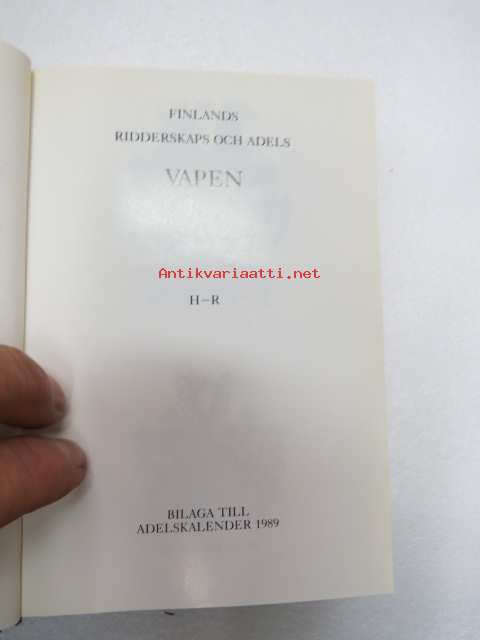 FINLANDS
RIDDERSKAPS OCH ADELS
VAPEN
Antikvariaatti.net
H–R
BILAGA TILL
ADELSKALENDER 1989